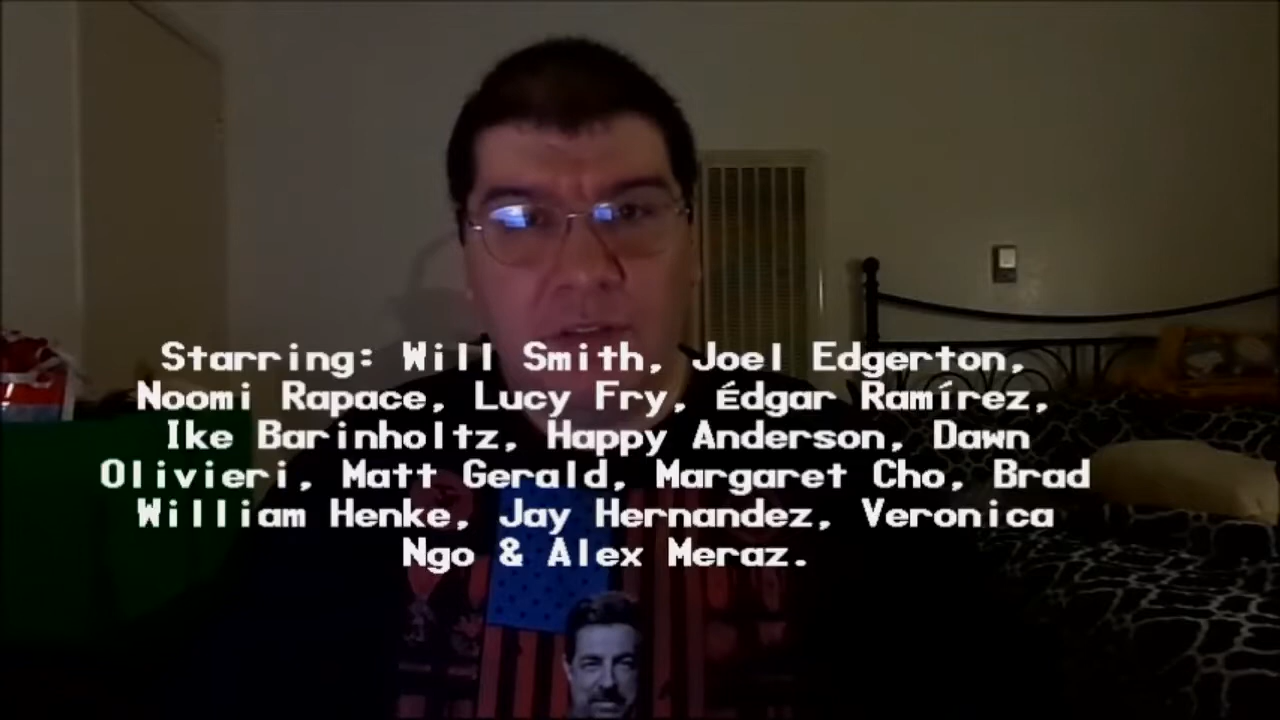 Starring: Will Smith, Joel Edgerton,
Noomi Rapace, Lucy Fry, Édgar Ramírez,
Ike Barinholtz, Happy Anderson, Dawn
Olivieri, Matt Gerald, Margaret Cho, Brad
William Henke, Jay Hernandez, Veronica
Ngo & Alex Meraz.